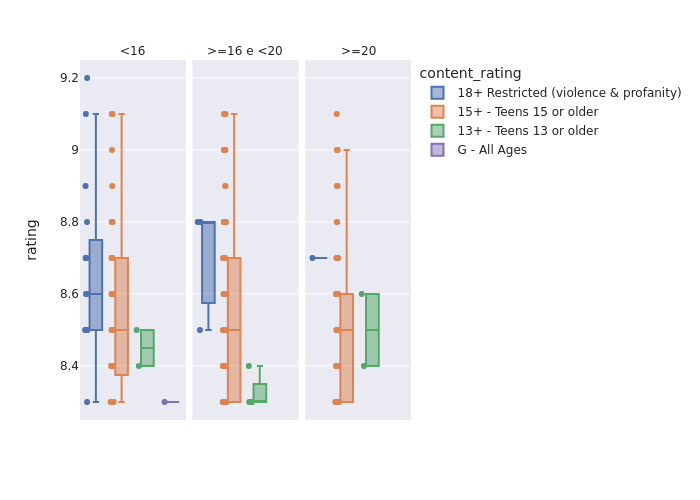 <16
>=16 e <20
>=20
content_rating
18+ Restricted (violence & profanity)
15+ - Teens 15 or older
13+ - Teens 13 or older
G - All Ages
rating
9.2
9
8.8
8.6
8.4